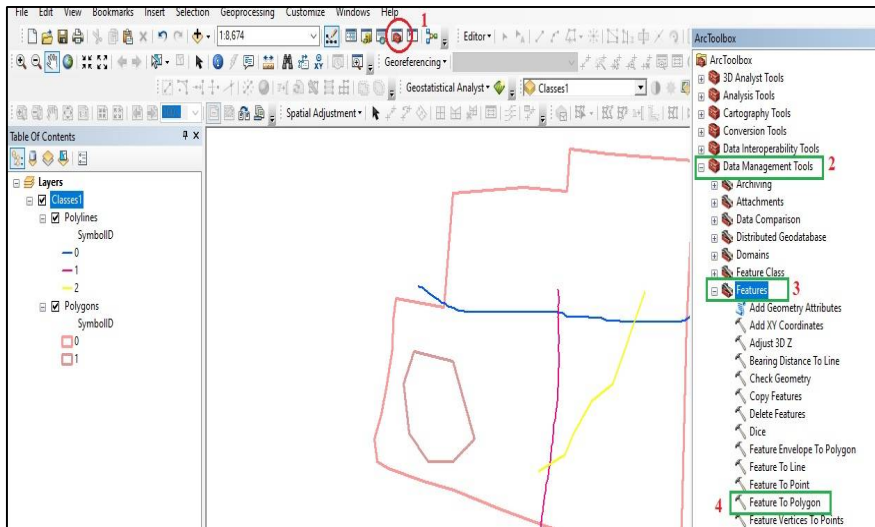 File Edit View Bookmarks Insert Selection Geoprocessing Customize Windows Help
1
1:8,674
Editor
ArcToolbox
Georeferencing
Geostatistical Analyst
Classes1
Spatial Adjustment
Table Of Contents
Layers
Classes1
Polylines
SymbolID
0
1
2
Polygons
SymbolID
0
1
ArcToolbox
3D Analyst Tools
Analysis Tools
Cartography Tools
Conversion Tools
Data Interoperability Tools
Data Management Tools 2
Archiving
Attachments
Data Comparison
Distributed Geodatabase
Domains
Feature Class
Features 3
Add Geometry Attributes
Add XY Coordinates
Adjust 3D Z
Bearing Distance To Line
Check Geometry
Copy Features
Delete Features
Dice
Feature Envelope To Polygon
Feature To Line
Feature To Point
4 Feature To Polygon
Feature Vertices To Points